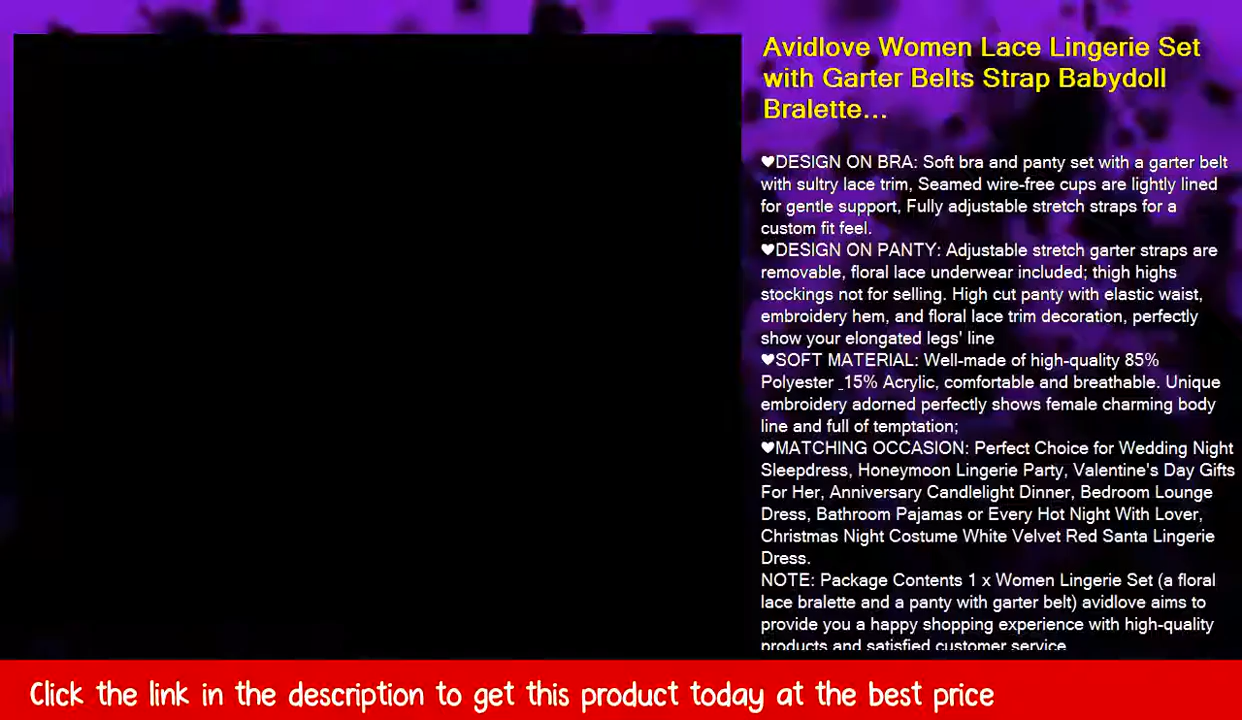 Avidlove Women Lace Lingerie Set
with Garter Belts Strap Babydoll
Bralette...
♥DESIGN ON BRA: Soft bra and panty set with a garter belt
with sultry lace trim, Seamed wire-free cups are lightly lined
for gentle support, Fully adjustable stretch straps for a
custom fit feel.
♥DESIGN ON PANTY: Adjustable stretch garter straps are
removable, floral lace underwear included; thigh highs
stockings not for selling. High cut panty with elastic waist,
embroidery hem, and floral lace trim decoration, perfectly
show your elongated legs' line
♥SOFT MATERIAL: Well-made of high-quality 85%
Polyester _15% Acrylic, comfortable and breathable. Unique
embroidery adorned perfectly shows female charming body
line and full of temptation;
♥MATCHING OCCASION: Perfect Choice for Wedding Night
Sleepdress, Honeymoon Lingerie Party, Valentine's Day Gifts
For Her, Anniversary Candlelight Dinner, Bedroom Lounge
Dress, Bathroom Pajamas or Every Hot Night With Lover,
Christmas Night Costume White Velvet Red Santa Lingerie
Dress.
NOTE: Package Contents 1 x Women Lingerie Set (a floral
lace bralette and a panty with garter belt) avidlove aims to
provide you a happy shopping experience with high-quality
products and satisfied customer service
Click the link in the description to get this product today at the best price